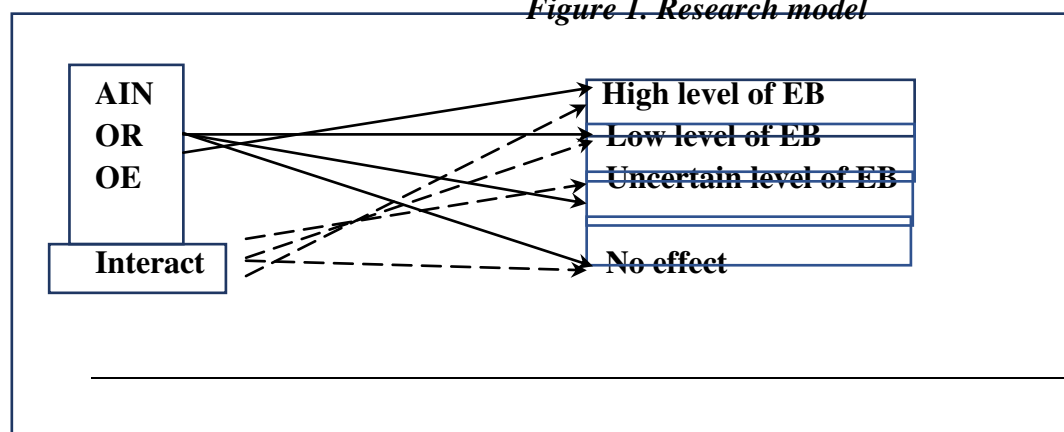 Figure 1. Research model
AIN
OR
OE
Interact
High level of EB
Low level of EB
Uncertain level of EB
No effect